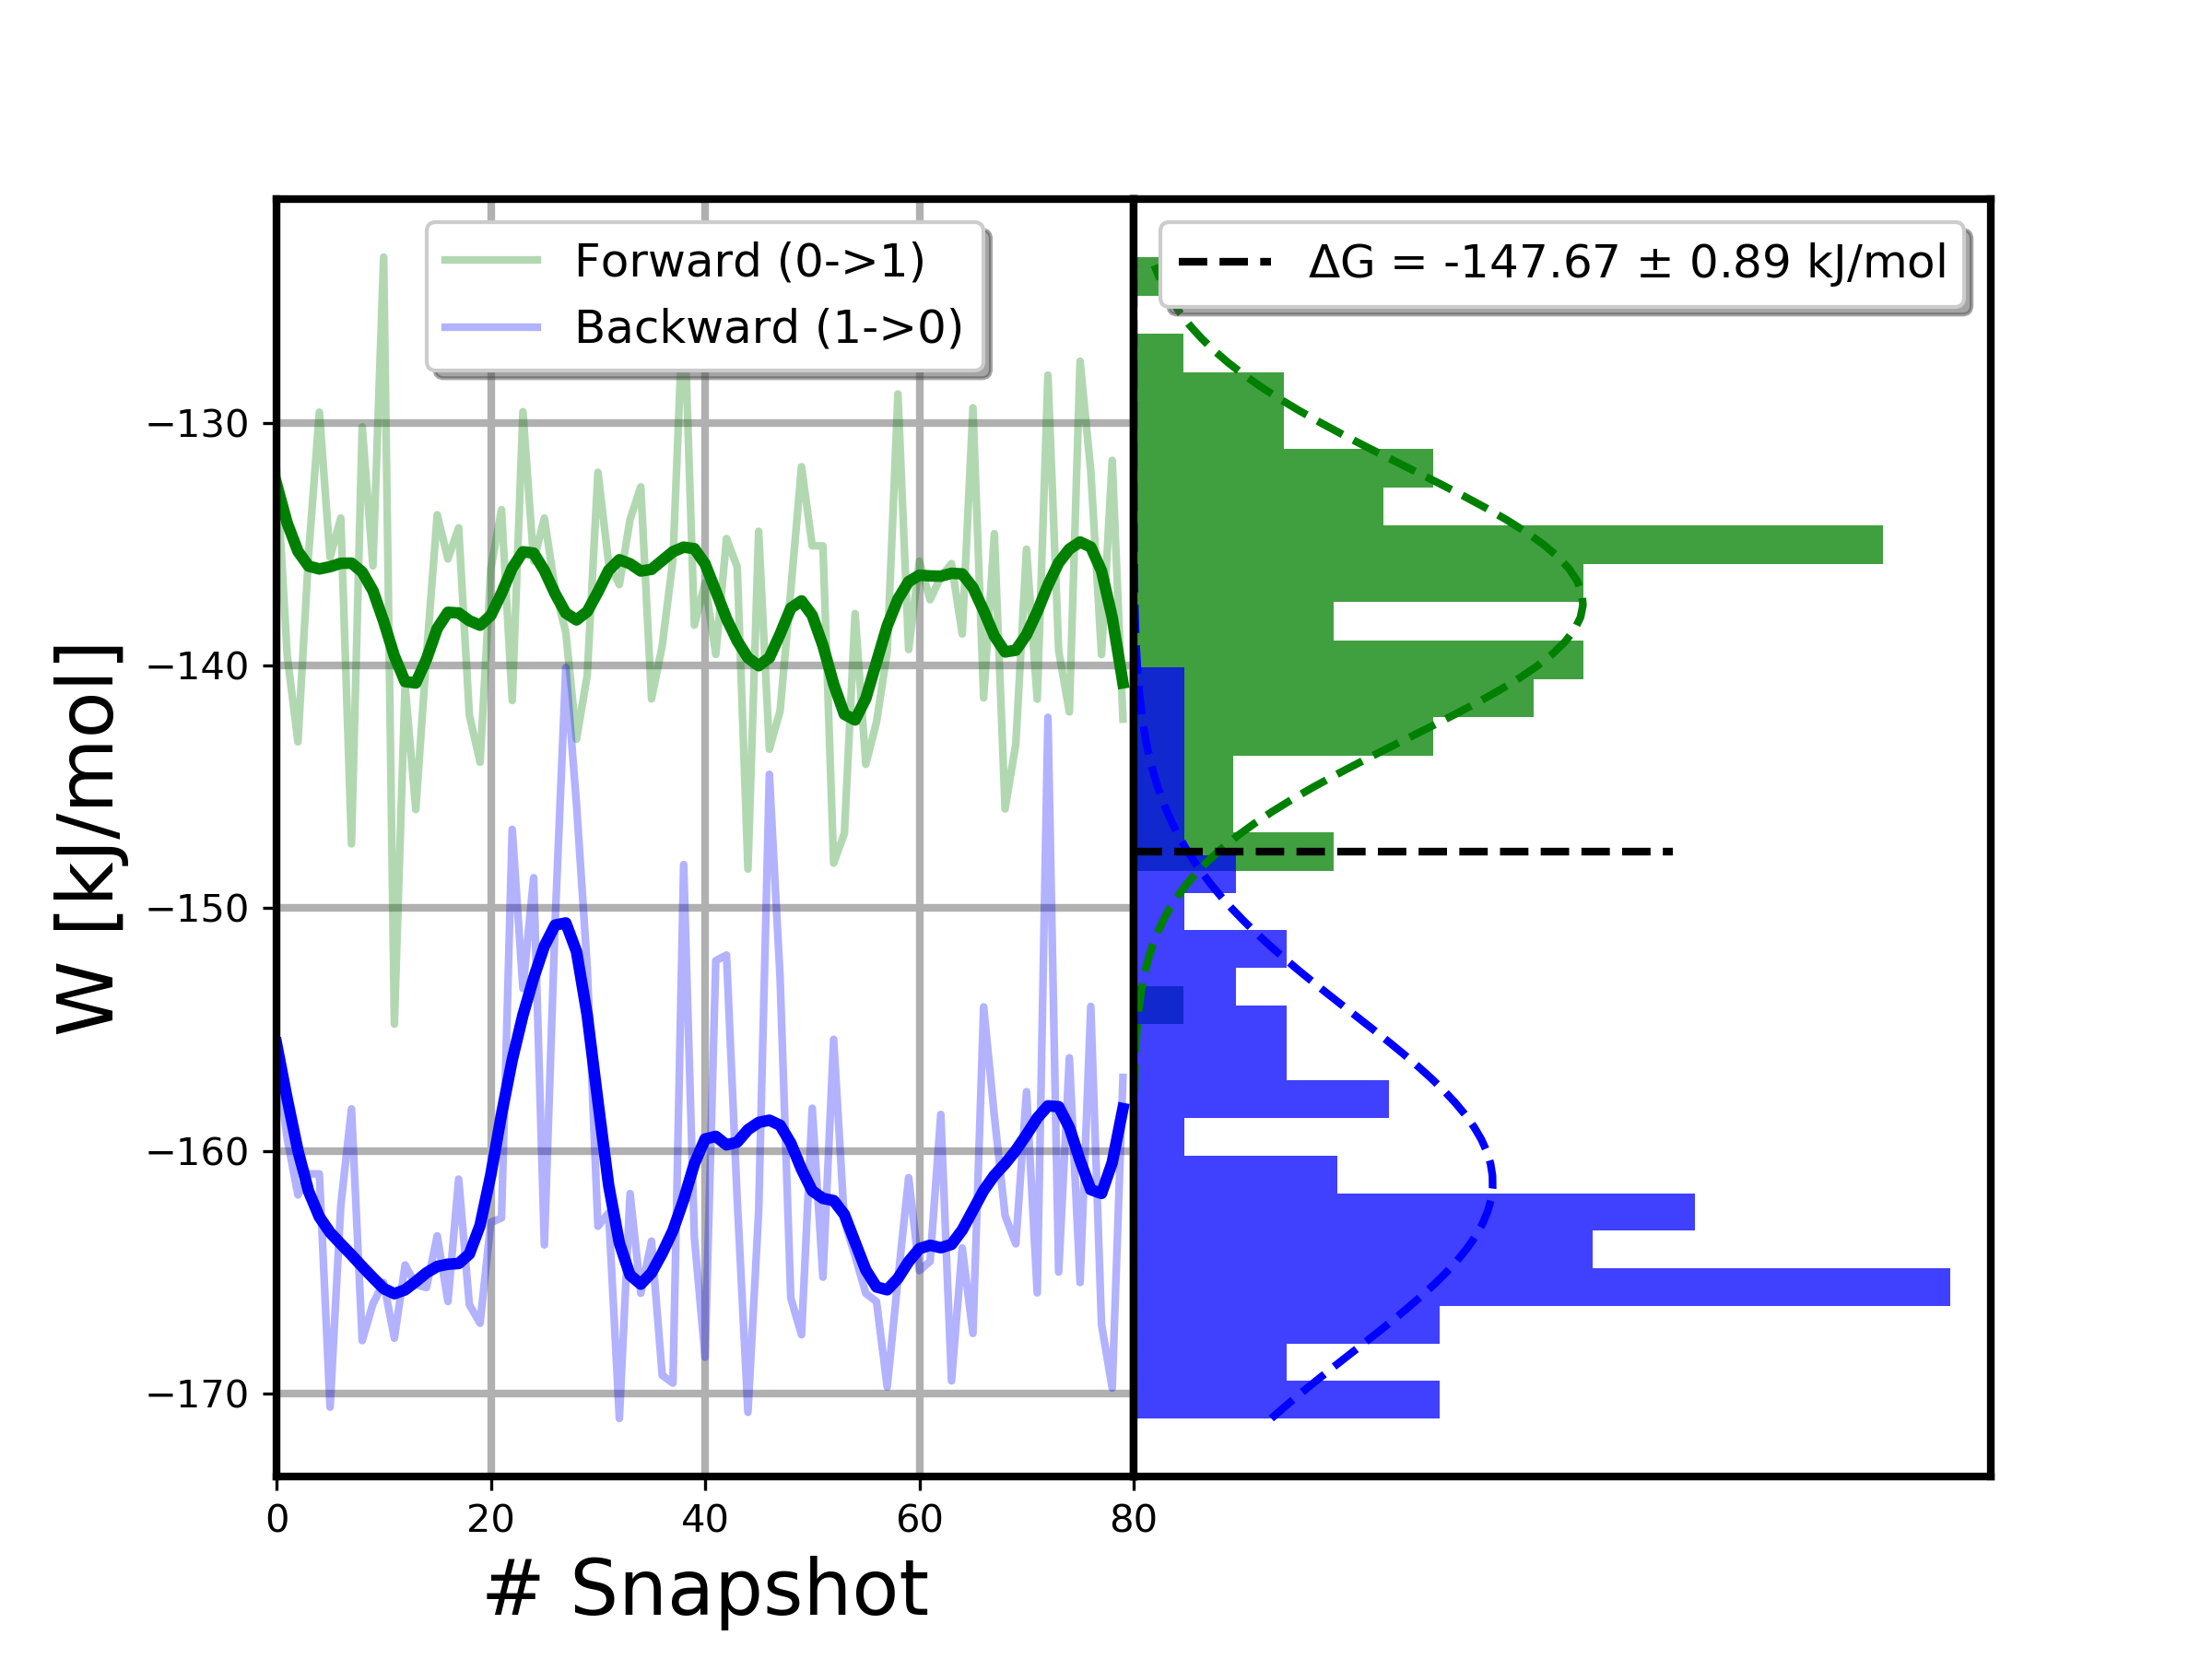 Forward (0->1)
Backward (1->0)
ΔG = -147.67 ± 0.89 kJ/mol
W [kJ/mol]
−130
−140
−150
−160
−170
0 20 40 60 80
# Snapshot